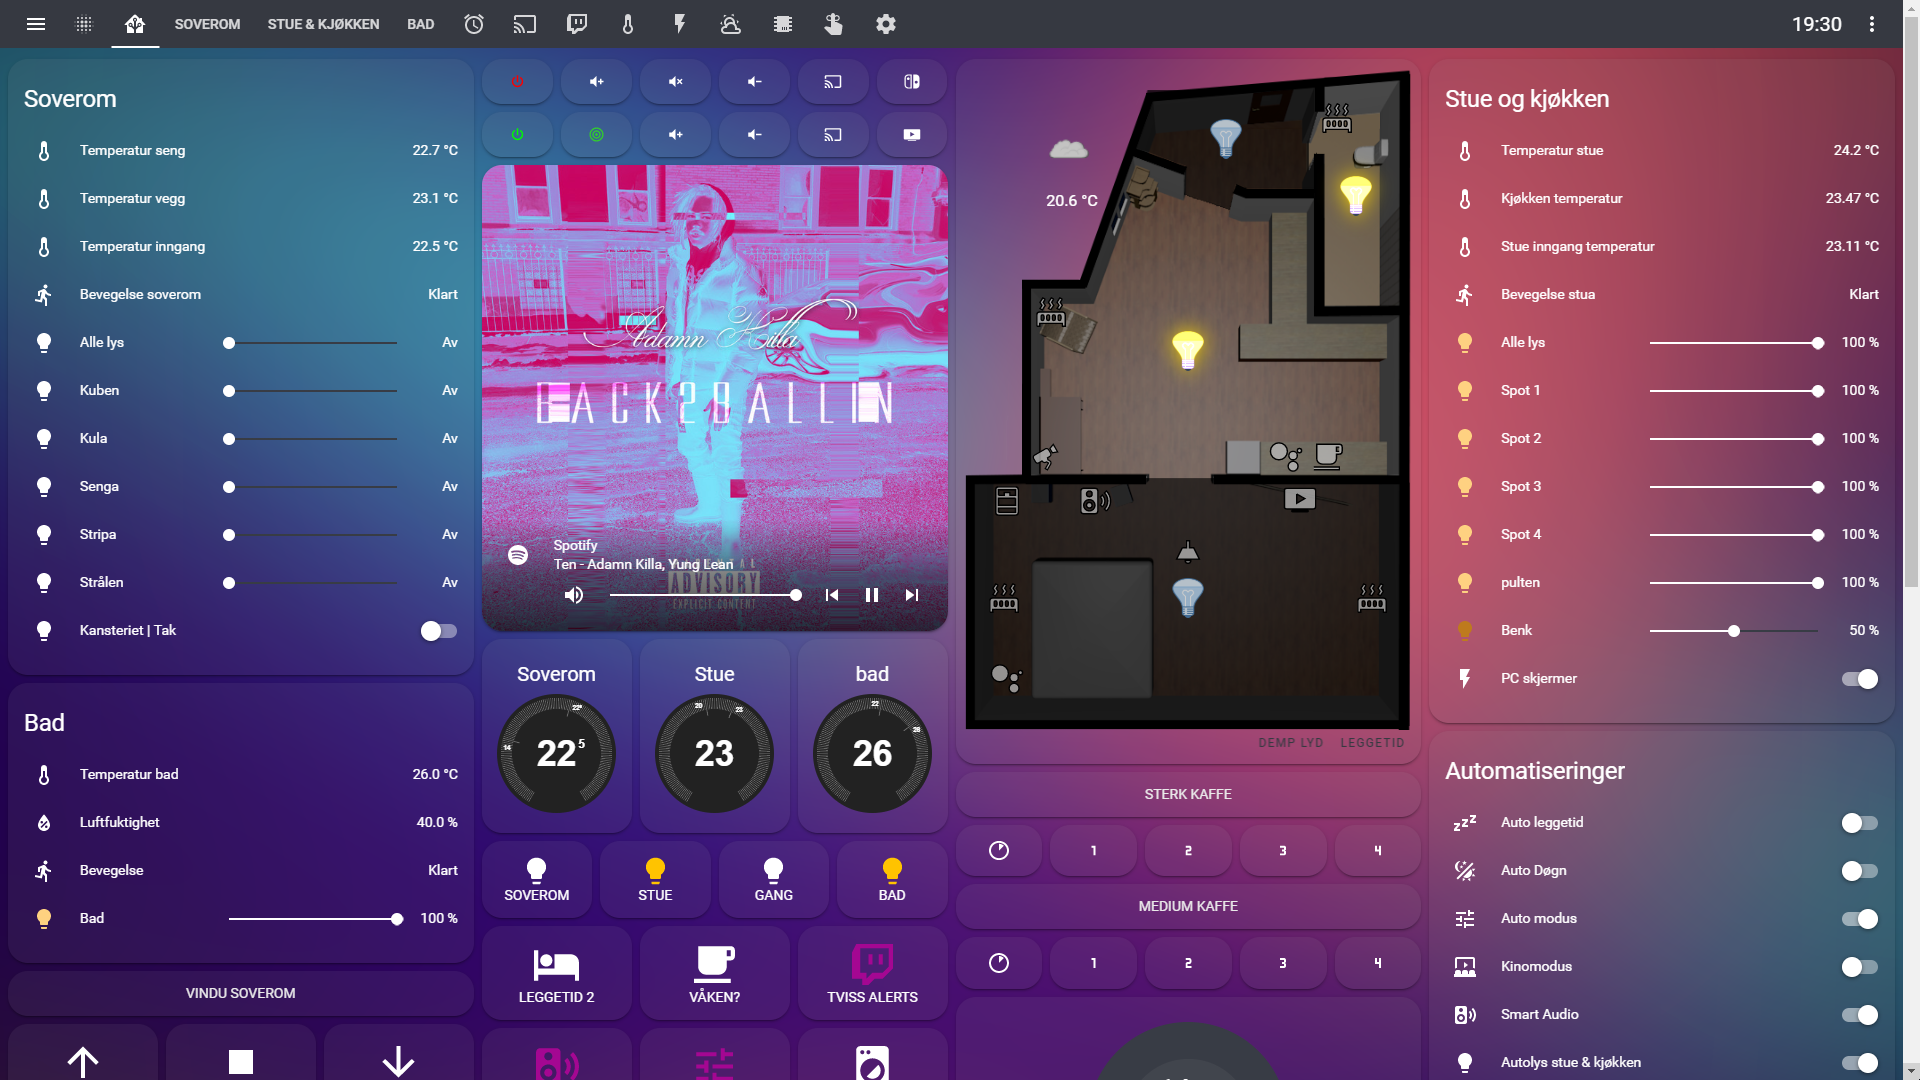 SOVEROM
STUE & KJØKKEN
BAD
19:30
Soverom
Temperatur seng 22.7 °C
Temperatur vegg 23.1 °C
Temperatur inngang 22.5 °C
Bevegelse soverom Klart
Alle lys Av
Kuben Av
Kula Av
Senga Av
Stripa Av
Strålen Av
Kansteriet | Tak
Bad
Temperatur bad 26.0 °C
Luftfuktighet 40.0 %
Bevegelse Klart
Bad 100 %
VINDU SOVEROM
Adamn Killa
BACK2BALLIN
Spotify
Ten - Adamn Killa, Yung Lean
ADVISORY
EXPLICIT CONTENT
Soverom
14
22⁵
22⁵
Stue
20
23
23
bad
22
26
26
SOVEROM
STUE
GANG
BAD
LEGGETID 2
VÅKEN?
TVISS ALERTS
20.6 °C
DEMP LYD
LEGGETID
STERK KAFFE
1
2
3
4
MEDIUM KAFFE
1
2
3
4
Stue og kjøkken
Temperatur stue 24.2 °C
Kjøkken temperatur 23.47 °C
Stue inngang temperatur 23.11 °C
Bevegelse stua Klart
Alle lys 100 %
Spot 1 100 %
Spot 2 100 %
Spot 3 100 %
Spot 4 100 %
pulten 100 %
Benk 50 %
PC skjermer
Automatiseringer
zzz
Auto leggetid
Auto Døgn
Auto modus
Kinomodus
Smart Audio
Autolys stue & kjøkken